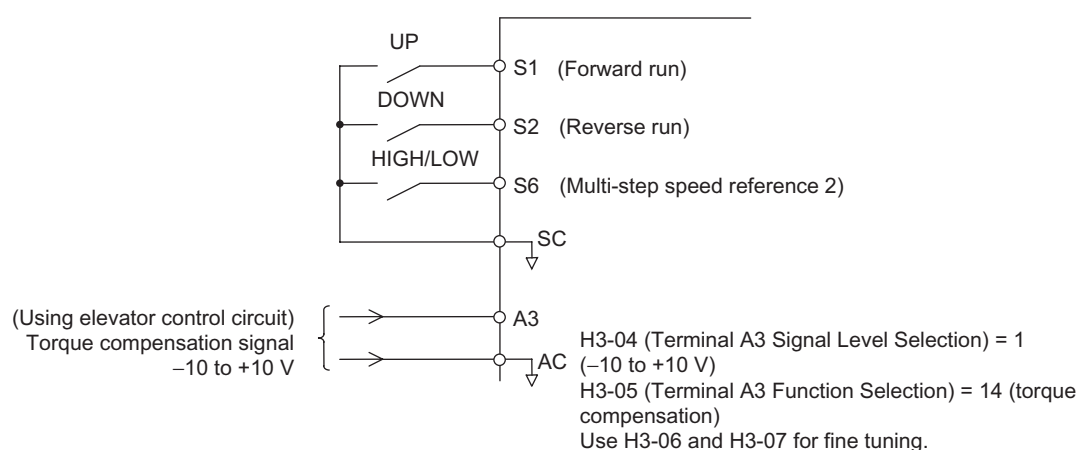 UP
S1 (Forward run)
DOWN
S2 (Reverse run)
HIGH/LOW
S6 (Multi-step speed reference 2)
SC
(Using elevator control circuit)
Torque compensation signal
−10 to +10 V
A3
AC
H3-04 (Terminal A3 Signal Level Selection) = 1
(−10 to +10 V)
H3-05 (Terminal A3 Function Selection) = 14 (torque
compensation)
Use H3-06 and H3-07 for fine tuning.